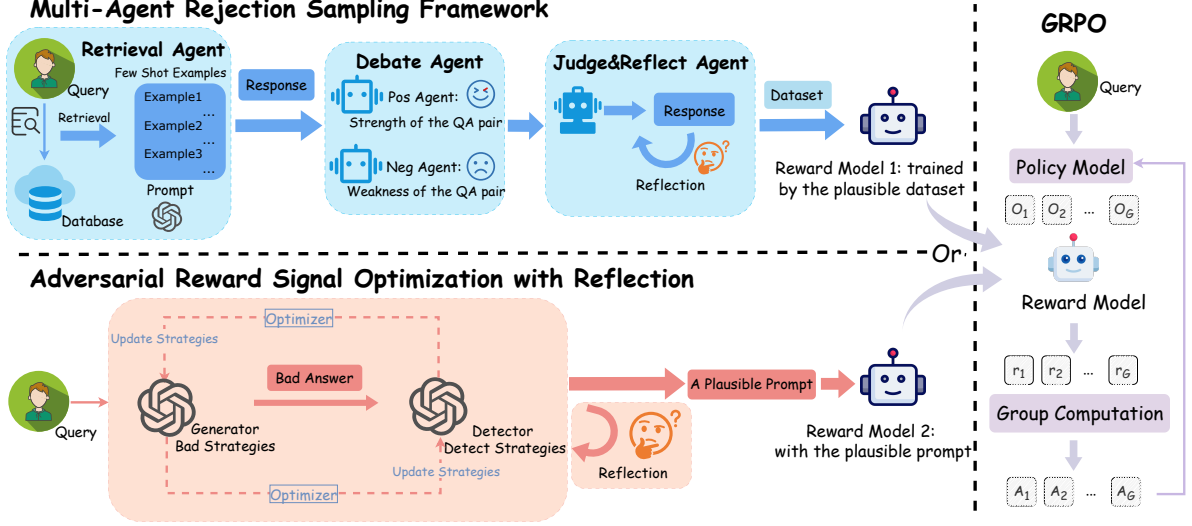 Multi-Agent Rejection Sampling Framework
Retrieval Agent
Query
Few Shot Examples
Example1
...
Example2
...
Example3
...
Retrieval
Database
Prompt
Response
Debate Agent
Pos Agent:
Strength of the QA pair
Neg Agent:
Weakness of the QA pair
Judge&Reflect Agent
Response
Reflection
Dataset
Reward Model 1: trained
by the plausible dataset
Or
Adversarial Reward Signal Optimization with Reflection
Query
Optimizer
Update Strategies
Generator
Bad Strategies
Bad Answer
Detector
Detect Strategies
Update Strategies
Optimizer
Reflection
A Plausible Prompt
Reward Model 2:
with the plausible prompt
GRPO
Query
Policy Model
O1 O2 ... OG
Reward Model
r1 r2 ... rG
Group Computation
A1 A2 ... AG